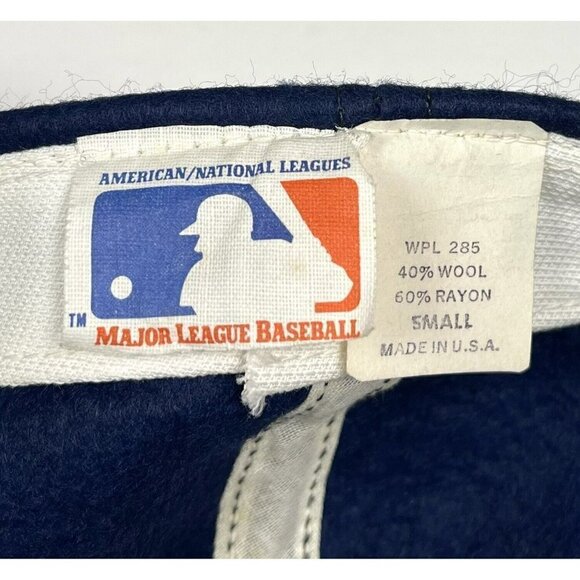 AMERICAN/NATIONAL LEAGUES
TM
MAJOR LEAGUE BASEBALL
WPL 285
40% WOOL
60% RAYON
SMALL
MADE IN U.S.A.